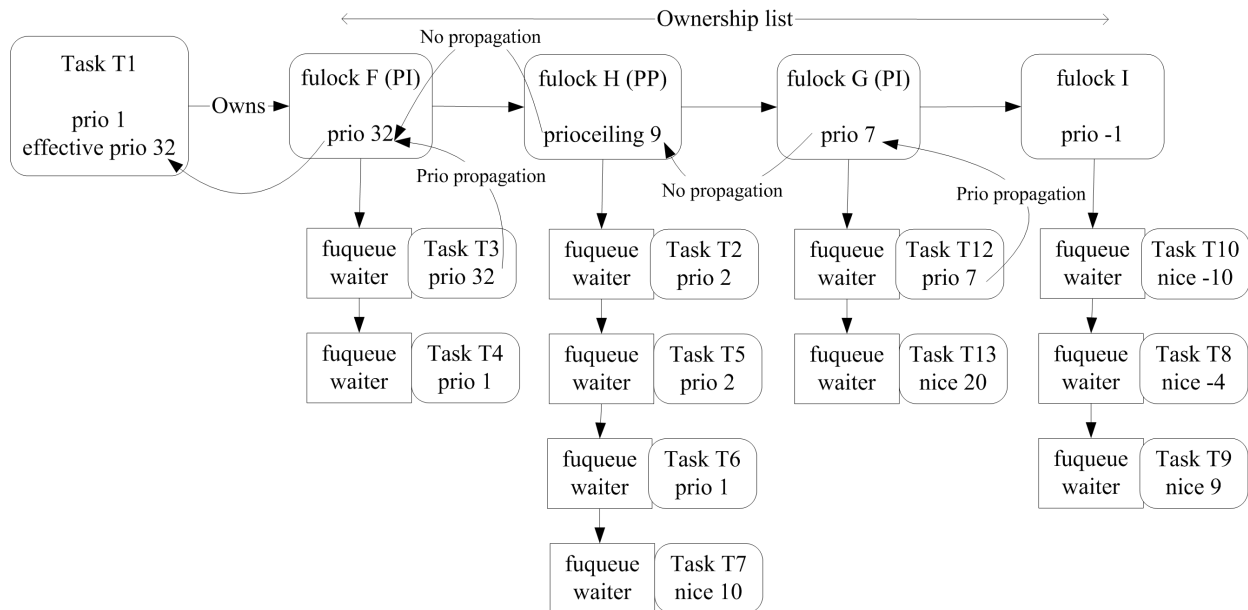 Ownership list
No propagation
Task T1
prio 1
effective prio 32
Owns
fulock F (PI)
prio 32
fulock H (PP)
prioceiling 9
fulock G (PI)
prio 7
fulock I
prio -1
Prio propagation
No propagation
Prio propagation
fuqueue
waiter
Task T3
prio 32
fuqueue
waiter
Task T2
prio 2
fuqueue
waiter
Task T12
prio 7
fuqueue
waiter
Task T10
nice -10
fuqueue
waiter
Task T4
prio 1
fuqueue
waiter
Task T5
prio 2
fuqueue
waiter
Task T13
nice 20
fuqueue
waiter
Task T8
nice -4
fuqueue
waiter
Task T6
prio 1
fuqueue
waiter
Task T9
nice 9
fuqueue
waiter
Task T7
nice 10